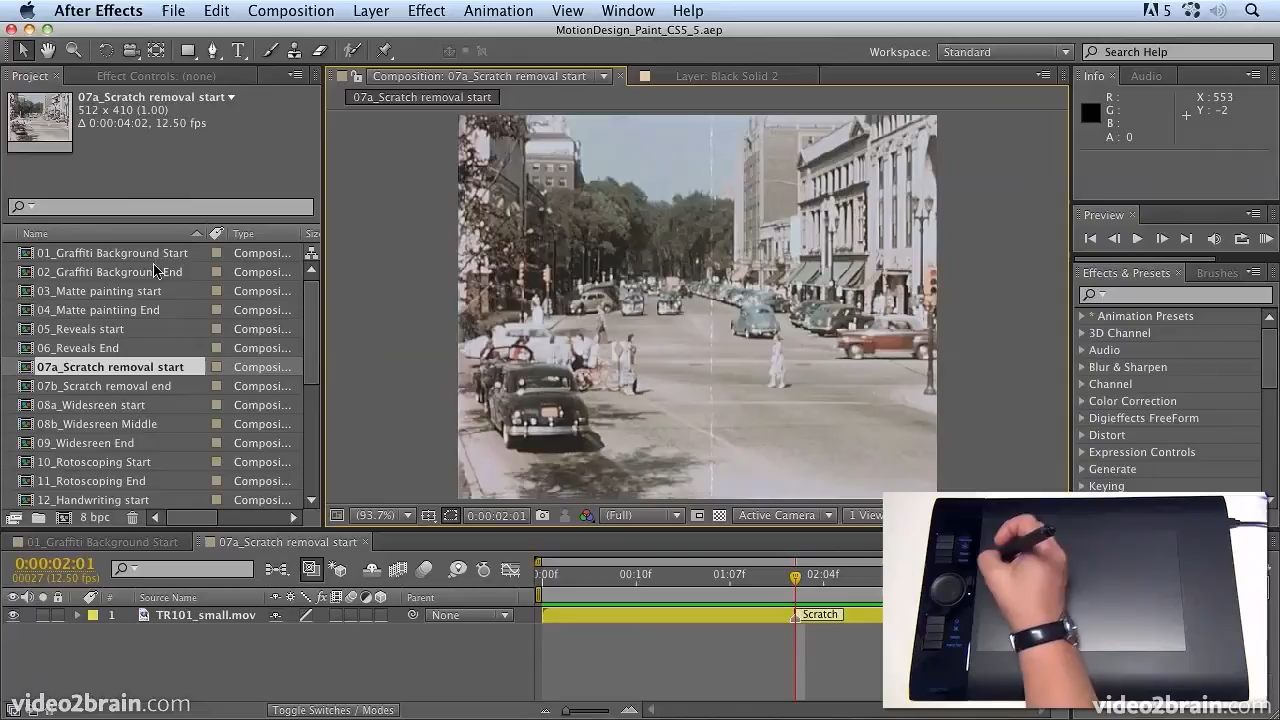 After Effects File Edit Composition Layer Effect Animation View Window Help 5
MotionDesign_Paint_CS5_5.aep
Workspace: Standard Search Help
Project Effect Controls: (none) Composition: 07a_Scratch removal start Layer: Black Solid 2 Info Audio
07a_Scratch removal start
07a_Scratch removal start
512 x 410 (1.00)
Δ 0:00:04:02, 12.50 fps
R: X: 553
G: Y: -2
B:
A: 0
Preview
Name Type Size
01_Graffiti Background Start Composi...
02_Graffiti Background End Composi...
03_Matte painting start Composi...
04_Matte paintiing End Composi...
05_Reveals start Composi...
06_Reveals End Composi...
07a_Scratch removal start Composi...
07b_Scratch removal end Composi...
08a_Widesreen start Composi...
08b_Widesreen Middle Composi...
09_Widesreen End Composi...
10_Rotoscoping Start Composi...
11_Rotoscoping End Composi...
12_Handwriting start Composi...
8 bpc
Effects & Presets Brushes
* Animation Presets
3D Channel
Audio
Blur & Sharpen
Channel
Color Correction
Digieffects FreeForm
Distort
Expression Controls
Generate
Keying
(93.7%) 0:00:02:01 (Full) Active Camera 1 View
01_Graffiti Background Start 07a_Scratch removal start
0:00:02:01
00027 (12.50 fps)
:00f 00:10f 01:07f 02:04f
# Source Name Parent
1 TR101_small.mov None Scratch
Toggle Switches / Modes
video2brain.com
video2brain.com